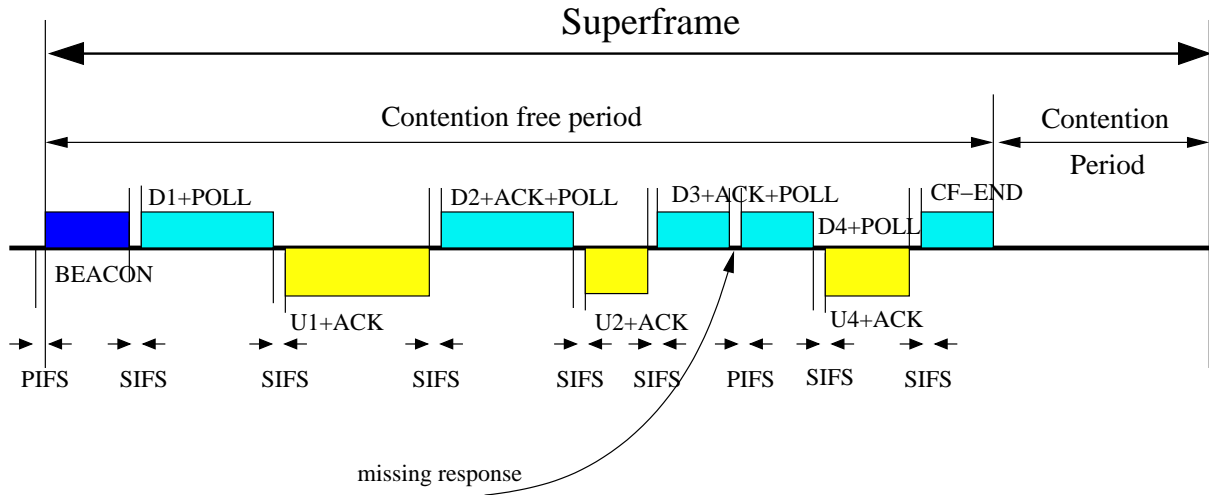 Superframe
Contention free period
Contention
Period
D1+POLL
D2+ACK+POLL
D3+ACK+POLL
CF-END
D4+POLL
BEACON
U1+ACK
U2+ACK
U4+ACK
PIFS
SIFS
SIFS
SIFS
SIFS
SIFS
PIFS
SIFS
SIFS
missing response